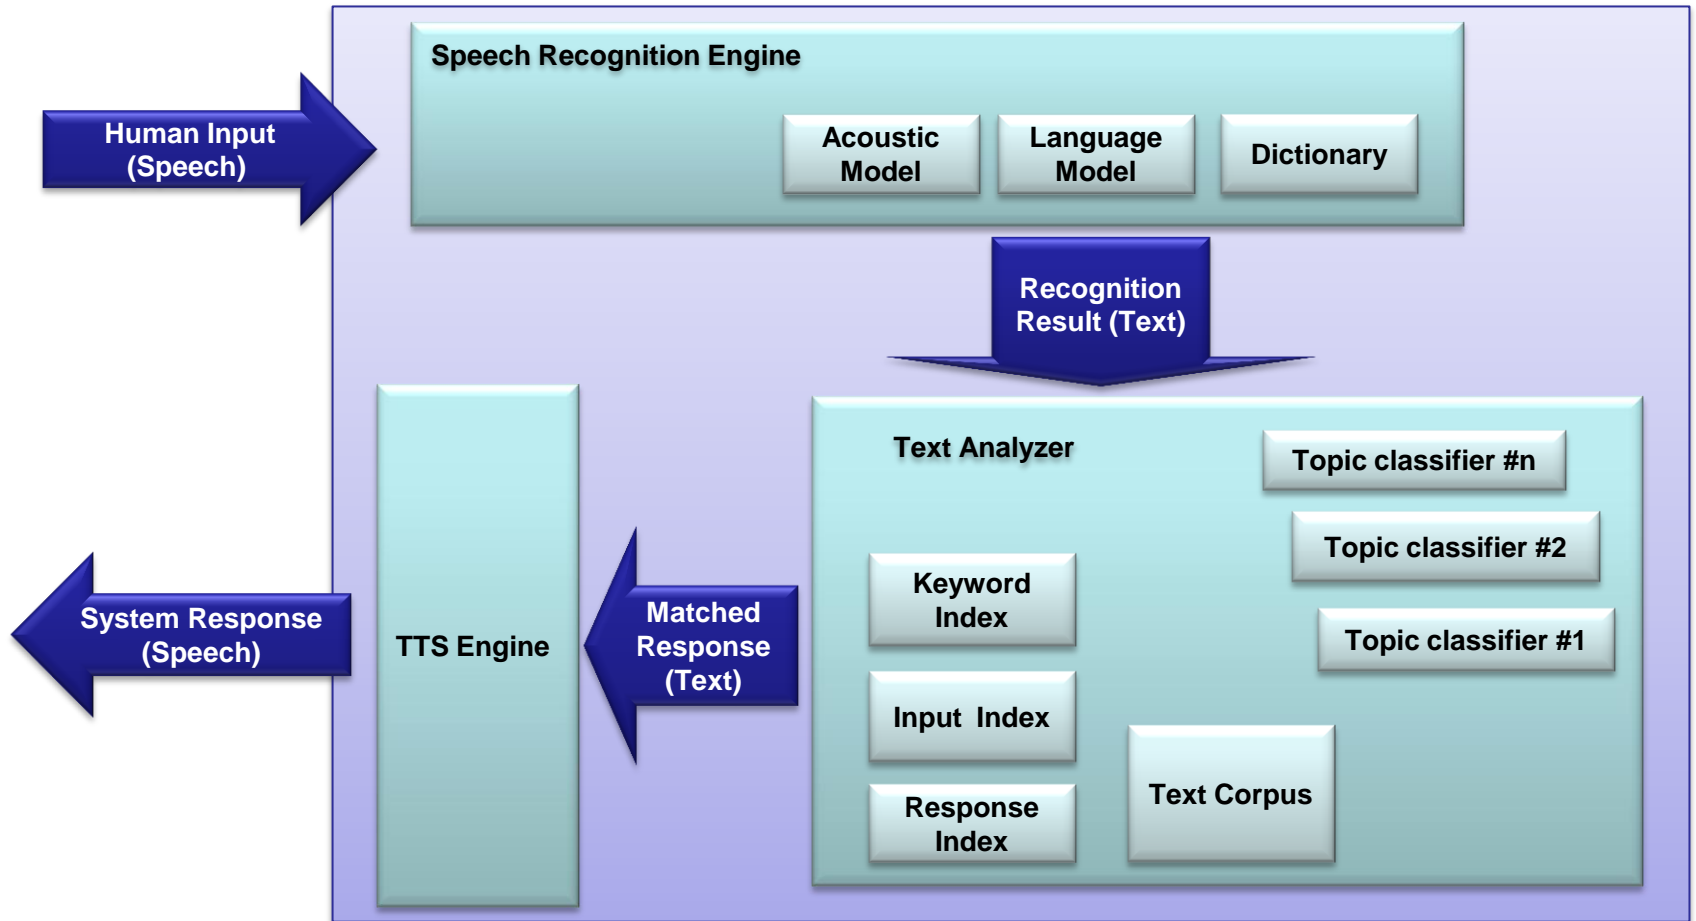 Speech Recognition Engine
Human Input
(Speech)
Acoustic
Model
Language
Model
Dictionary
Recognition
Result (Text)
Text Analyzer
Topic classifier #n
Topic classifier #2
Topic classifier #1
Keyword
Index
Input  Index
Response
Index
Text Corpus
Matched
Response
(Text)
TTS Engine
System Response
(Speech)